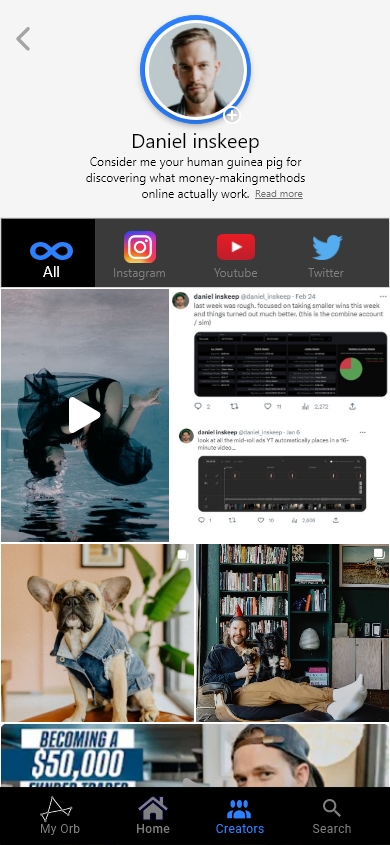 Daniel inskeep
Consider me your human guinea pig for
discovering what money-makingmethods
online actually work. Read more
All
Instagram
Youtube
Twitter
daniel inskeep @daniel_inskeep · Feb 24
last week was rough. focused on taking smaller wins this week
and things turned out much better. (this is the combine account
/ sim)
2
11
2,272
daniel inskeep @daniel_inskeep · Jan 6
look at all the mid-roll ads YT automatically places in a 16-
minute video...
1
16
BECOMING A
$50,000
FUNDED TRADER
My Orb
Home
Creators
Search